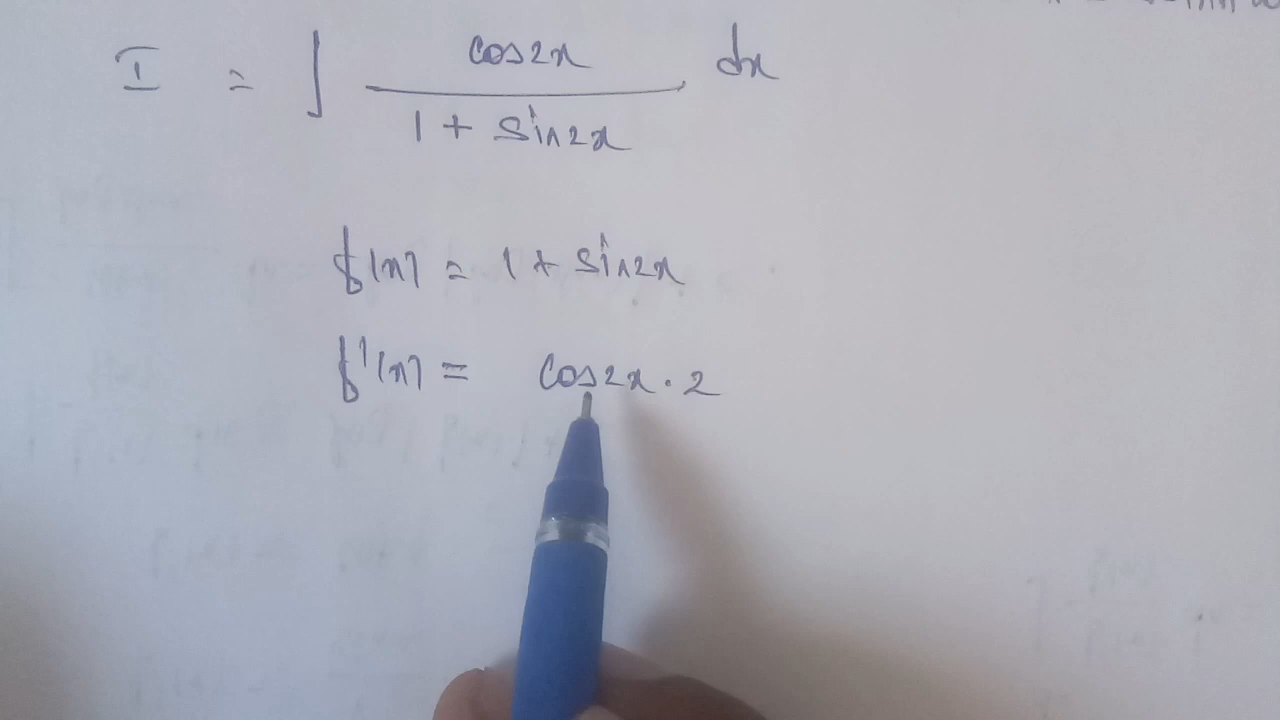 I = ∫ cos2x / 1 + sin2x dx
f(x) = 1 + sin2x
f'(x) = cos2x . 2